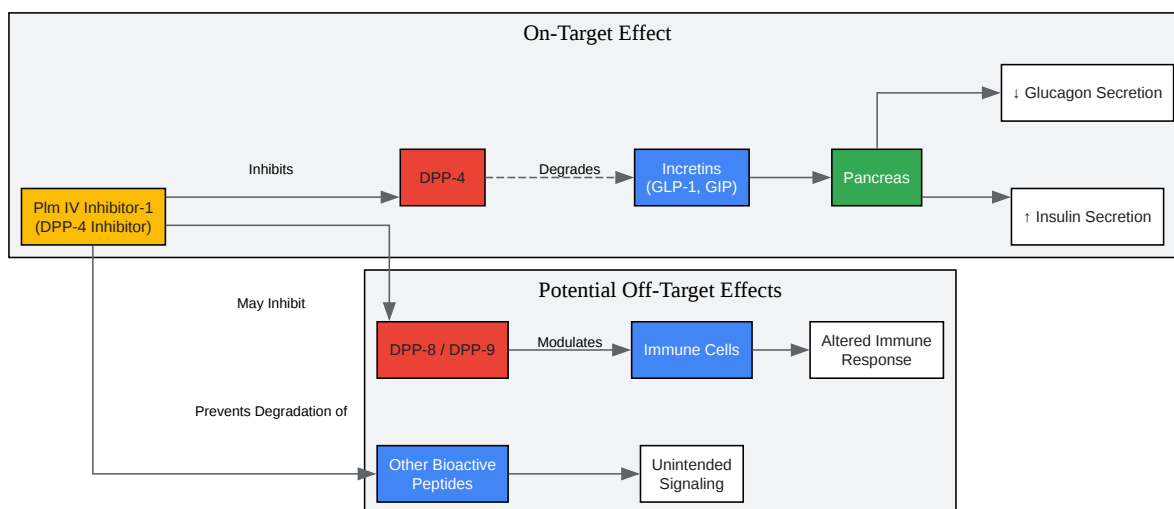 On-Target Effect
↓ Glucagon Secretion
Inhibits
DPP-4
Degrades
Incretins
(GLP-1, GIP)
Pancreas
Plm IV Inhibitor-1
(DPP-4 Inhibitor)
↑ Insulin Secretion
Potential Off-Target Effects
May Inhibit
DPP-8 / DPP-9
Modulates
Immune Cells
Altered Immune
Response
Prevents Degradation of
Other Bioactive
Peptides
Unintended
Signaling